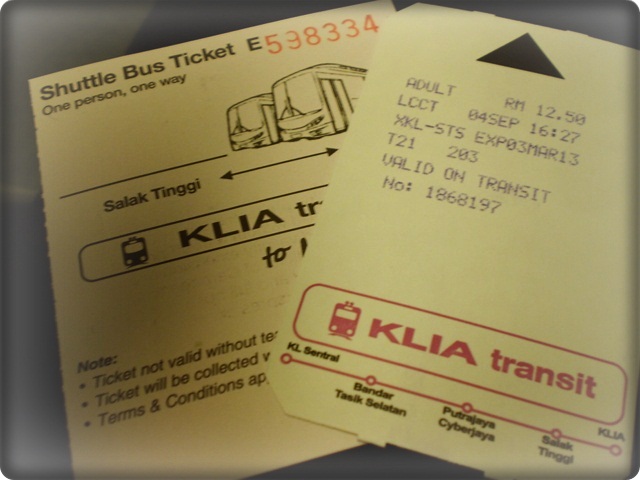 Shuttle Bus Ticket E598334
One person, one way
Salak Tinggi
KLIA
to
Note:
• Ticket not valid without
• Ticket will be collected
• Terms & Conditions
ADULT RM 12.50
LCCT 04SEP 16:27
XKL-STS EXP03MAR13
T21 203
VALID ON TRANSIT
No: 1868197
KLIA transit
KL Sentral
Bandar
Tasik Selatan
Putrajaya
Cyberjaya
Salak
Tinggi
KLIA